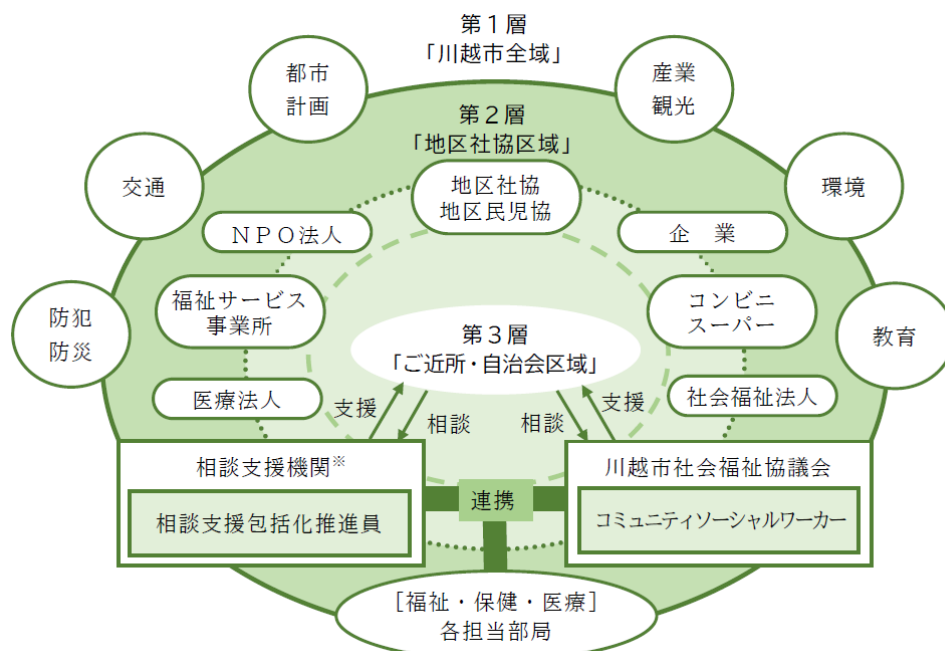 第１層
「川越市全域」
都市
計画
産業
観光
第２層
「地区社協区域」
交通
環境
地区社協
地区民児協
ＮＰＯ法人
企　業
防犯
防災
福祉サービス
事業所
コンビニ
スーパー
教育
第３層
「ご近所・自治会区域」
医療法人
社会福祉法人
支援
相談
相談
支援
相談支援機関※
相談支援包括化推進員
連携
川越市社会福祉協議会
コミュニティソーシャルワーカー
［福祉・保健・医療］
各担当部局